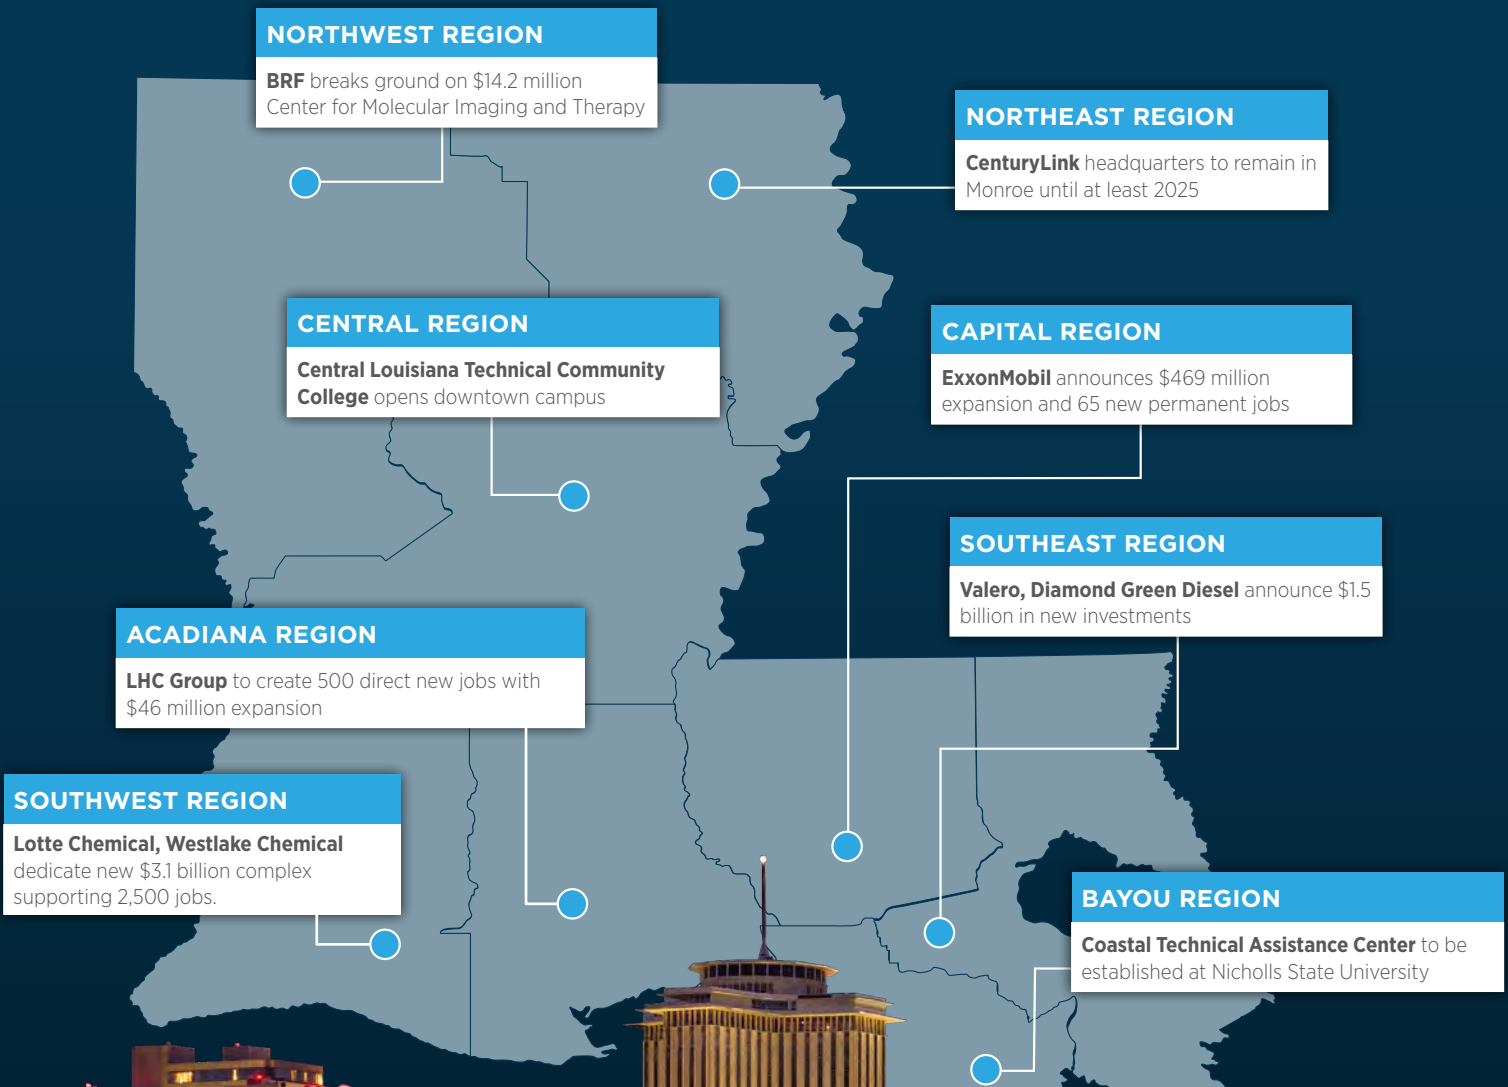 NORTHWEST REGION
BRF breaks ground on $14.2 million
Center for Molecular Imaging and Therapy
NORTHEAST REGION
CenturyLink headquarters to remain in
Monroe until at least 2025
CENTRAL REGION
Central Louisiana Technical Community
College opens downtown campus
CAPITAL REGION
ExxonMobil announces $469 million
expansion and 65 new permanent jobs
SOUTHEAST REGION
Valero, Diamond Green Diesel announce $1.5
billion in new investments
ACADIANA REGION
LHC Group to create 500 direct new jobs with
$46 million expansion
SOUTHWEST REGION
Lotte Chemical, Westlake Chemical
dedicate new $3.1 billion complex
supporting 2,500 jobs.
BAYOU REGION
Coastal Technical Assistance Center to be
established at Nicholls State University